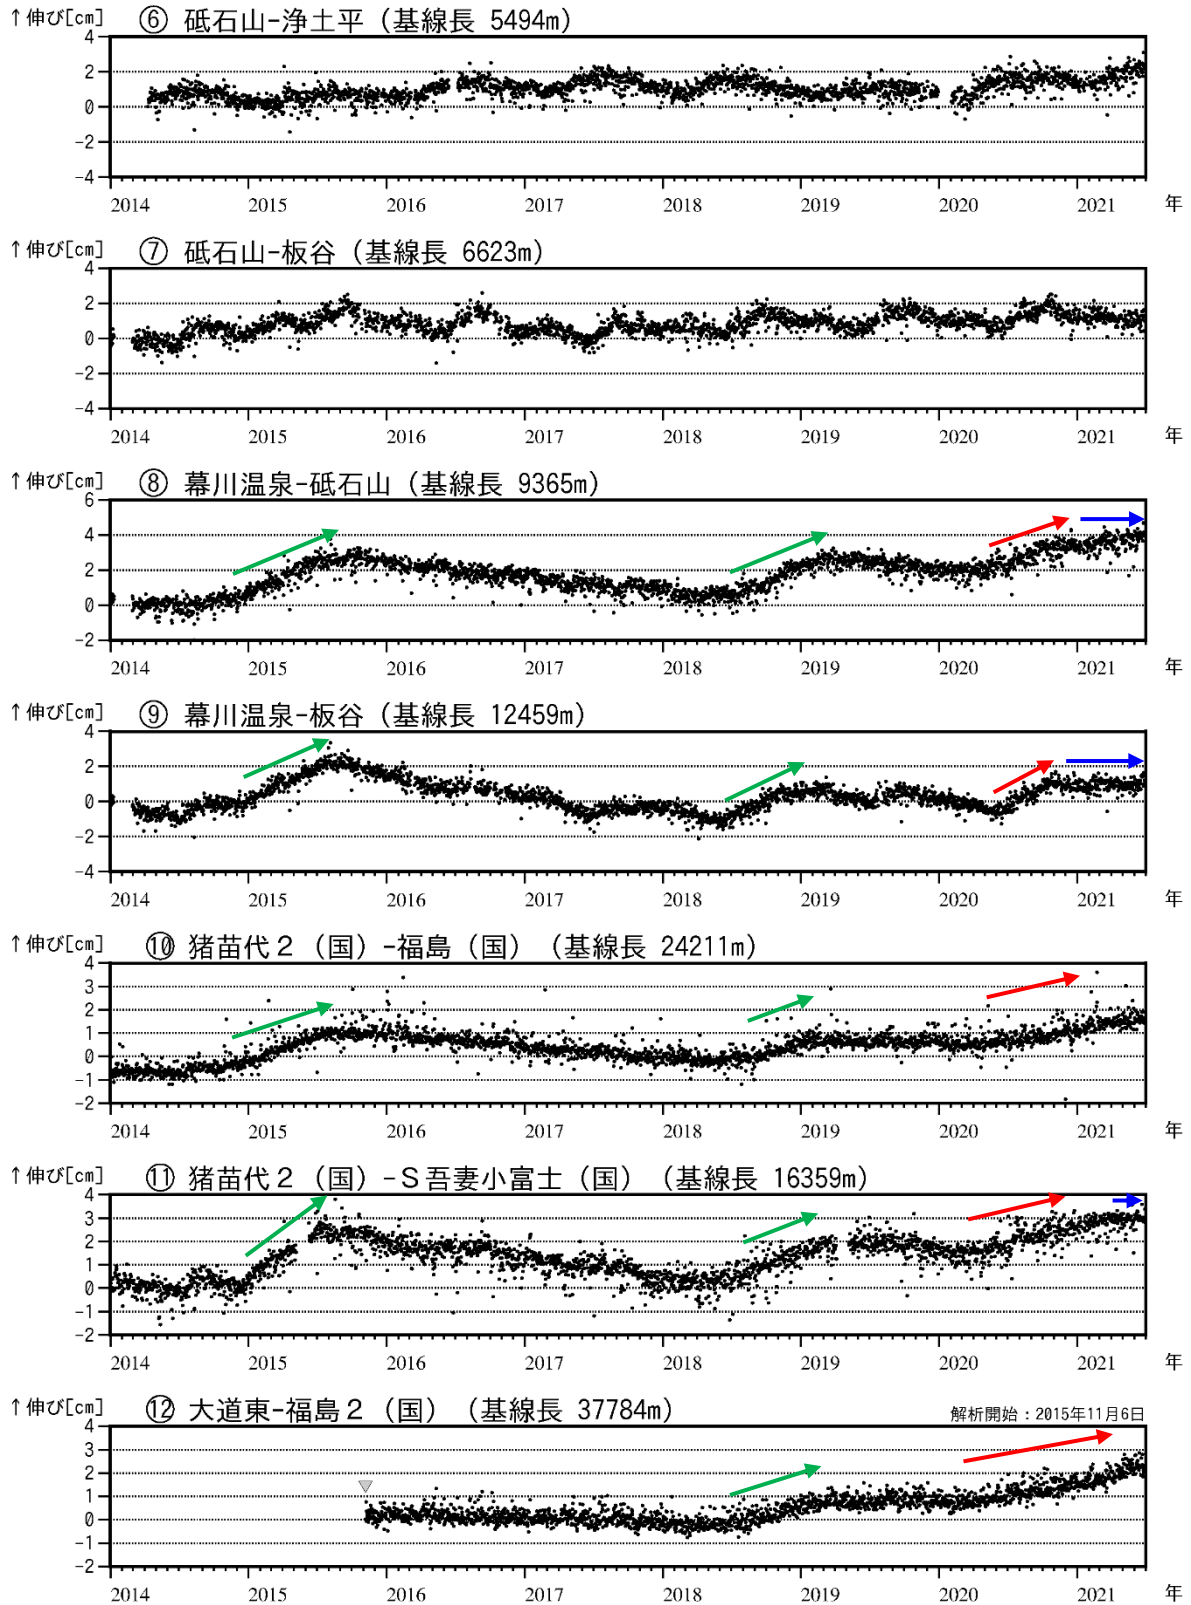 ↑伸び[cm] ⑥ 砥石山-浄土平（基線長 5494m）
4
2
0
-2
-4
2014 2015 2016 2017 2018 2019 2020 2021 年
↑伸び[cm] ⑦ 砥石山-板谷（基線長 6623m）
4
2
0
-2
-4
2014 2015 2016 2017 2018 2019 2020 2021 年
↑伸び[cm] ⑧ 幕川温泉-砥石山（基線長 9365m）
6
4
2
0
-2
2014 2015 2016 2017 2018 2019 2020 2021 年
↑伸び[cm] ⑨ 幕川温泉-板谷（基線長 12459m）
4
2
0
-2
-4
2014 2015 2016 2017 2018 2019 2020 2021 年
↑伸び[cm] ⑩ 猪苗代２（国）-福島（国）（基線長 24211m）
4
3
2
1
0
-1
-2
2014 2015 2016 2017 2018 2019 2020 2021 年
↑伸び[cm] ⑪ 猪苗代２（国）-Ｓ吾妻小富士（国）（基線長 16359m）
4
3
2
1
0
-1
-2
2014 2015 2016 2017 2018 2019 2020 2021 年
↑伸び[cm] ⑫ 大道東-福島２（国）（基線長 37784m）
解析開始：2015年11月6日
4
3
2
1
0
-1
-2
2014 2015 2016 2017 2018 2019 2020 2021 年